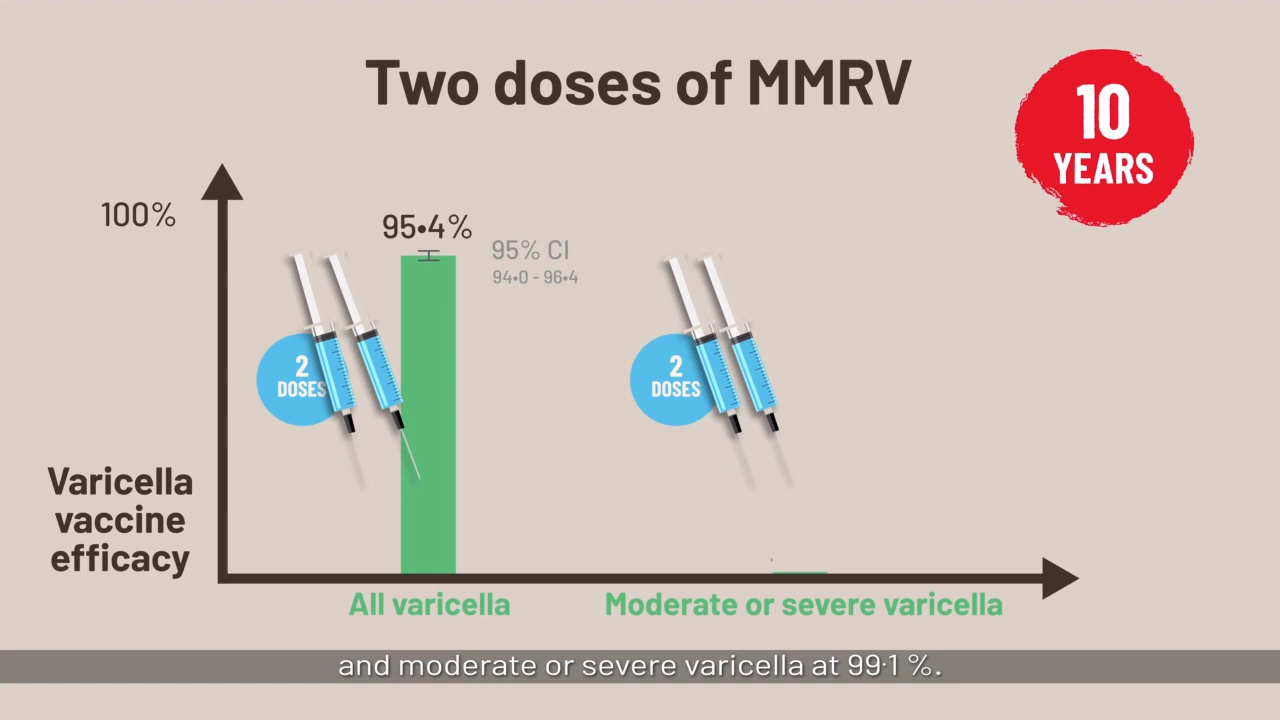 Two doses of MMRV
10
YEARS
100%
95•4%
95% CI
94•0 - 96•4
2
DOSES
2
DOSES
Varicella
vaccine
efficacy
All varicella
Moderate or severe varicella
and moderate or severe varicella at 99·1 %.